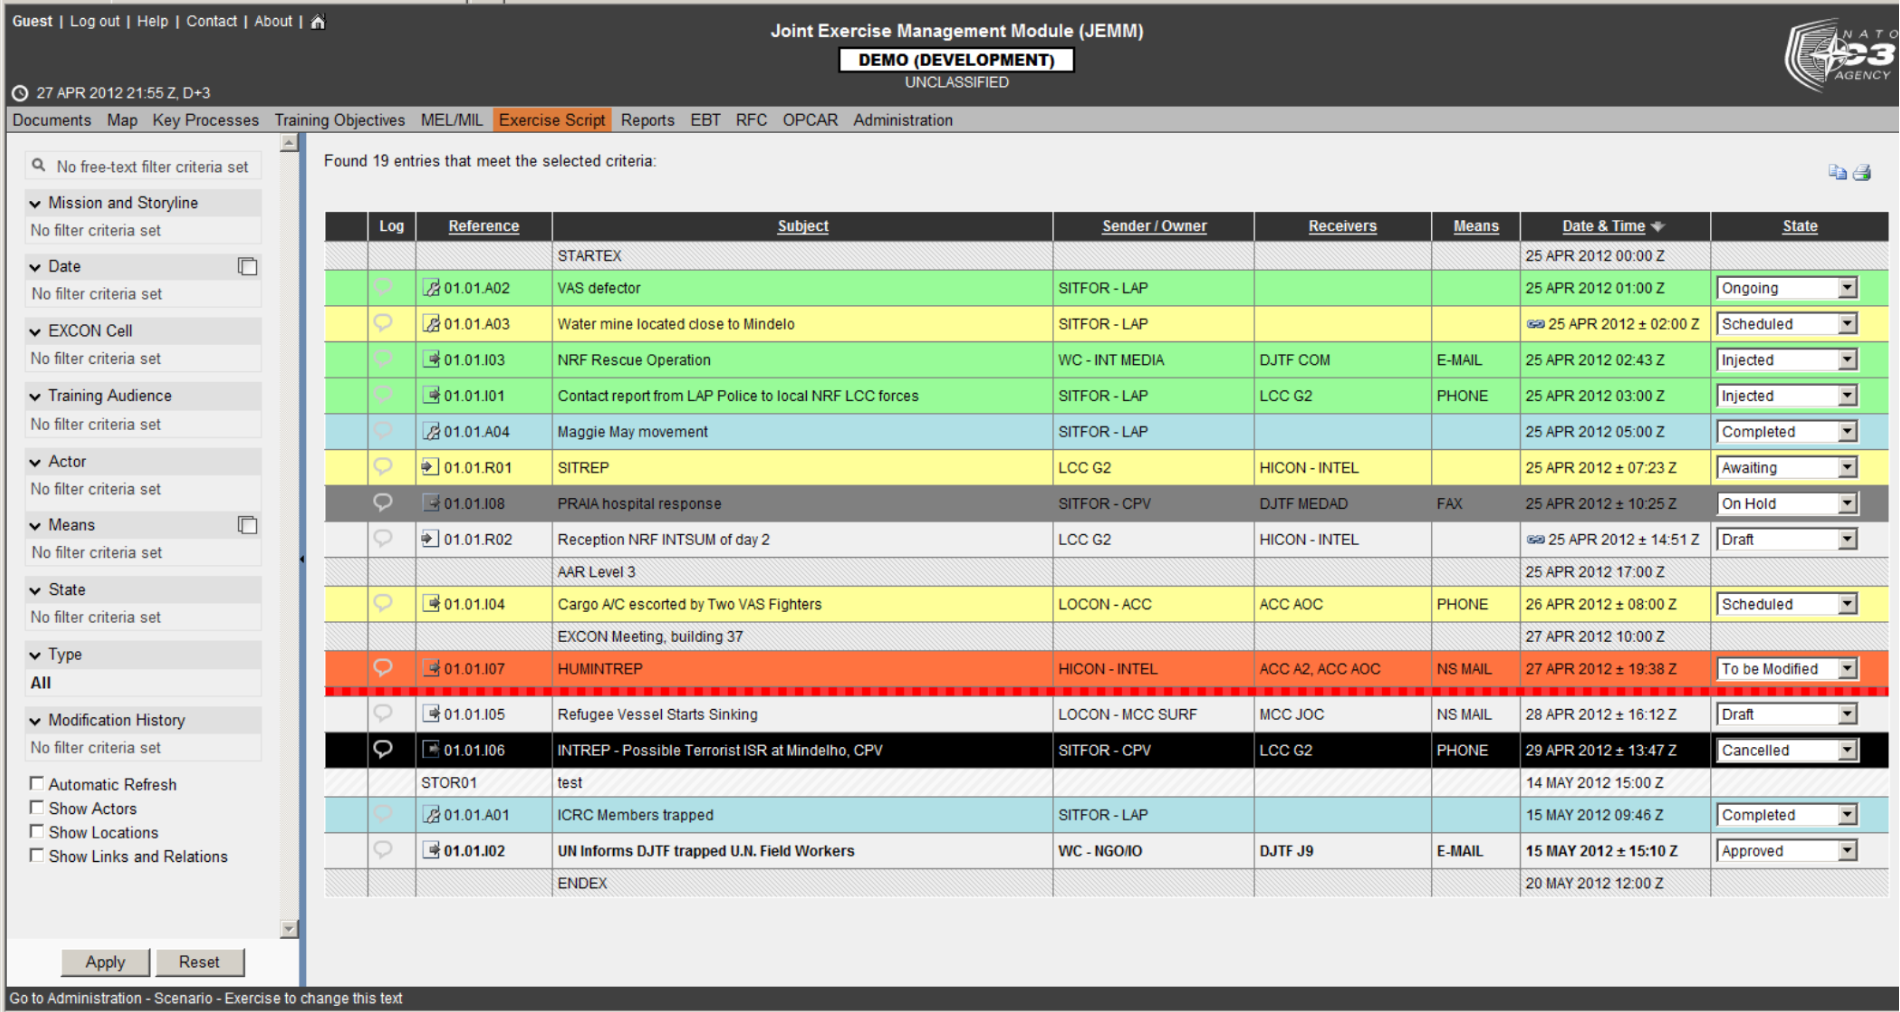 Guest | Log out | Help | Contact | About |
Joint Exercise Management Module (JEMM)
DEMO (DEVELOPMENT)
UNCLASSIFIED
NATO
C3
AGENCY
27 APR 2012 21:55 Z, D+3
Documents Map Key Processes Training Objectives MEL/MIL Exercise Script Reports EBT RFC OPCAR Administration
No free-text filter criteria set
Mission and Storyline
No filter criteria set
Date
No filter criteria set
EXCON Cell
No filter criteria set
Training Audience
No filter criteria set
Actor
No filter criteria set
Means
No filter criteria set
State
No filter criteria set
Type
All
Modification History
No filter criteria set
Automatic Refresh
Show Actors
Show Locations
Show Links and Relations
Apply Reset
Found 19 entries that meet the selected criteria:
Log Reference Subject Sender / Owner Receivers Means Date & Time State
STARTEX 25 APR 2012 00:00 Z
01.01.A02 VAS defector SITFOR - LAP 25 APR 2012 01:00 Z Ongoing
01.01.A03 Water mine located close to Mindelo SITFOR - LAP 25 APR 2012 ± 02:00 Z Scheduled
01.01.I03 NRF Rescue Operation WC - INT MEDIA DJTF COM E-MAIL 25 APR 2012 02:43 Z Injected
01.01.I01 Contact report from LAP Police to local NRF LCC forces SITFOR - LAP LCC G2 PHONE 25 APR 2012 03:00 Z Injected
01.01.A04 Maggie May movement SITFOR - LAP 25 APR 2012 05:00 Z Completed
01.01.R01 SITREP LCC G2 HICON - INTEL 25 APR 2012 ± 07:23 Z Awaiting
01.01.I08 PRAIA hospital response SITFOR - CPV DJTF MEDAD FAX 25 APR 2012 ± 10:25 Z On Hold
01.01.R02 Reception NRF INTSUM of day 2 LCC G2 HICON - INTEL 25 APR 2012 ± 14:51 Z Draft
AAR Level 3 25 APR 2012 17:00 Z
01.01.I04 Cargo A/C escorted by Two VAS Fighters LOCON - ACC ACC AOC PHONE 26 APR 2012 ± 08:00 Z Scheduled
EXCON Meeting, building 37 27 APR 2012 10:00 Z
01.01.I07 HUMINTREP HICON - INTEL ACC A2, ACC AOC NS MAIL 27 APR 2012 ± 19:38 Z To be Modified
01.01.I05 Refugee Vessel Starts Sinking LOCON - MCC SURF MCC JOC NS MAIL 28 APR 2012 ± 16:12 Z Draft
01.01.I06 INTREP - Possible Terrorist ISR at Mindelho, CPV SITFOR - CPV LCC G2 PHONE 29 APR 2012 ± 13:47 Z Cancelled
STOR01 test 14 MAY 2012 15:00 Z
01.01.A01 ICRC Members trapped SITFOR - LAP 15 MAY 2012 09:46 Z Completed
01.01.I02 UN Informs DJTF trapped U.N. Field Workers WC - NGO/IO DJTF J9 E-MAIL 15 MAY 2012 ± 15:10 Z Approved
ENDEX 20 MAY 2012 12:00 Z
Go to Administration - Scenario - Exercise to change this text